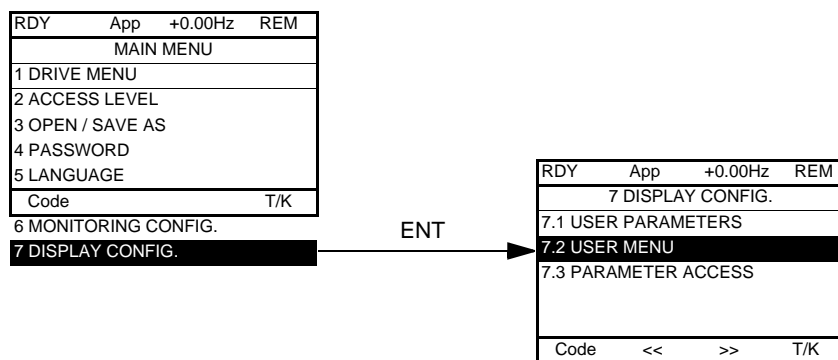 RDY App +0.00Hz REM
MAIN MENU
1 DRIVE MENU
2 ACCESS LEVEL
3 OPEN / SAVE AS
4 PASSWORD
5 LANGUAGE
Code T/K
6 MONITORING CONFIG.
7 DISPLAY CONFIG.
ENT
RDY App +0.00Hz REM
7 DISPLAY CONFIG.
7.1 USER PARAMETERS
7.2 USER MENU
7.3 PARAMETER ACCESS
Code << >> T/K